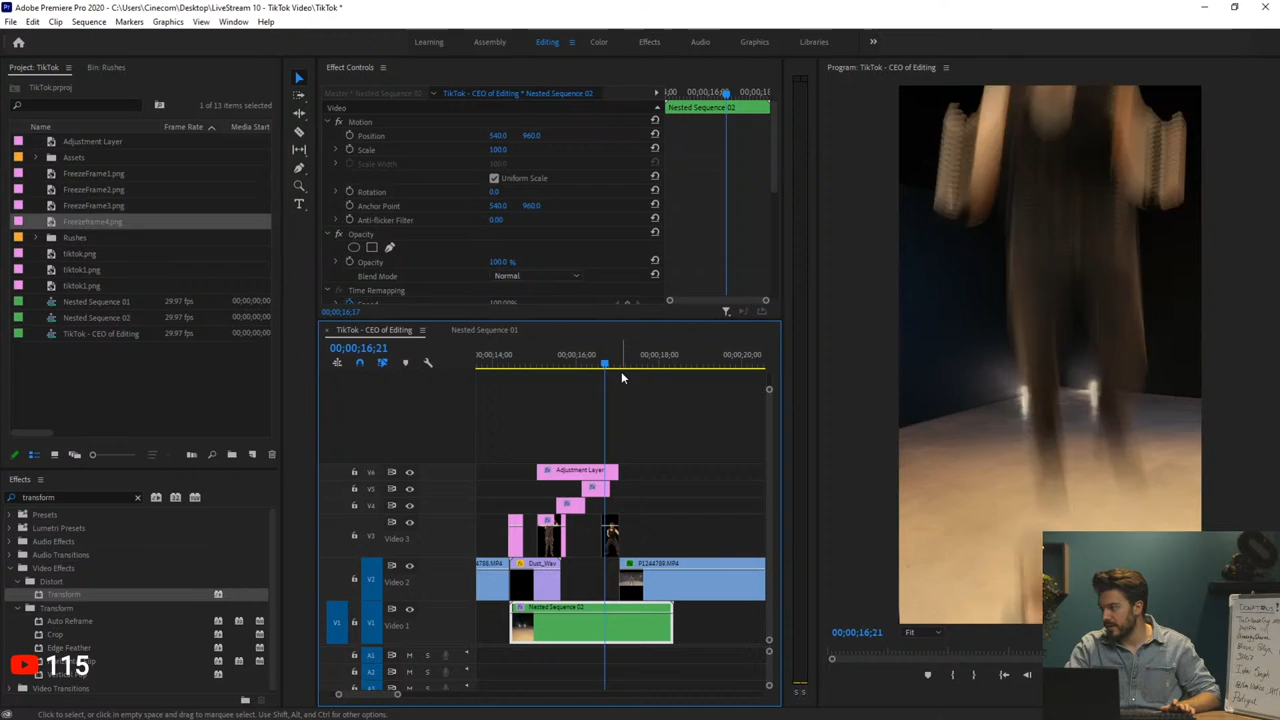 Adobe Premiere Pro 2020 - C:\Users\Cinecom\Desktop\LiveStream 10 - TikTok Video\TikTok *
File Edit Clip Sequence Markers Graphics View Window Help
Learning Assembly Editing Color Effects Audio Graphics Libraries
Project: TikTok Bin: Rushes
TikTok.prproj
1 of 13 items selected
Name Frame Rate Media Start
Adjustment Layer
Assets
FreezeFrame1.png
FreezeFrame2.png
FreezeFrame3.png
Freezeframe4.png
Rushes
tiktok.png
tiktok1.png
tiktok1.png
Nested Sequence 01 29.97 fps 00;00;00;00
Nested Sequence 02 29.97 fps 00;00;00;00
TikTok - CEO of Editing 29.97 fps 00;00;00;00
Effects
transform
Presets
Lumetri Presets
Audio Effects
Audio Transitions
Video Effects
Distort
Transform
Transform
Auto Reframe
Crop
Edge Feather
115
Video Transitions
Effect Controls
Master * Nested Sequence 02 TikTok - CEO of Editing * Nested Sequence 02
Video
Motion
Position 540.0 960.0
Scale 100.0
Scale Width 100.0
Uniform Scale
Rotation 0.0
Anchor Point 540.0 960.0
Anti-flicker Filter 0.00
Opacity
Opacity 100.0 %
Blend Mode Normal
Time Remapping
Speed 100.00%
00;00;16;17
;00 00;00;16;00 00;00;18
Nested Sequence 02
TikTok - CEO of Editing Nested Sequence 01
00;00;16;21
00;00;14;00 00;00;16;00 00;00;18;00 00;00;20;00
V6
Adjustment Layer
V5
V4
V3 Video 3
V2 Video 2
4788.MP4 Dust_Wav P1244789.MP4
V1 V1 Video 1
Nested Sequence 02
A1 M S
A2 M S
S S
Program: TikTok - CEO of Editing
00;00;16;21 Fit
Click to select, or click in empty space and drag to marquee select. Use Shift, Alt, and Ctrl for other options.